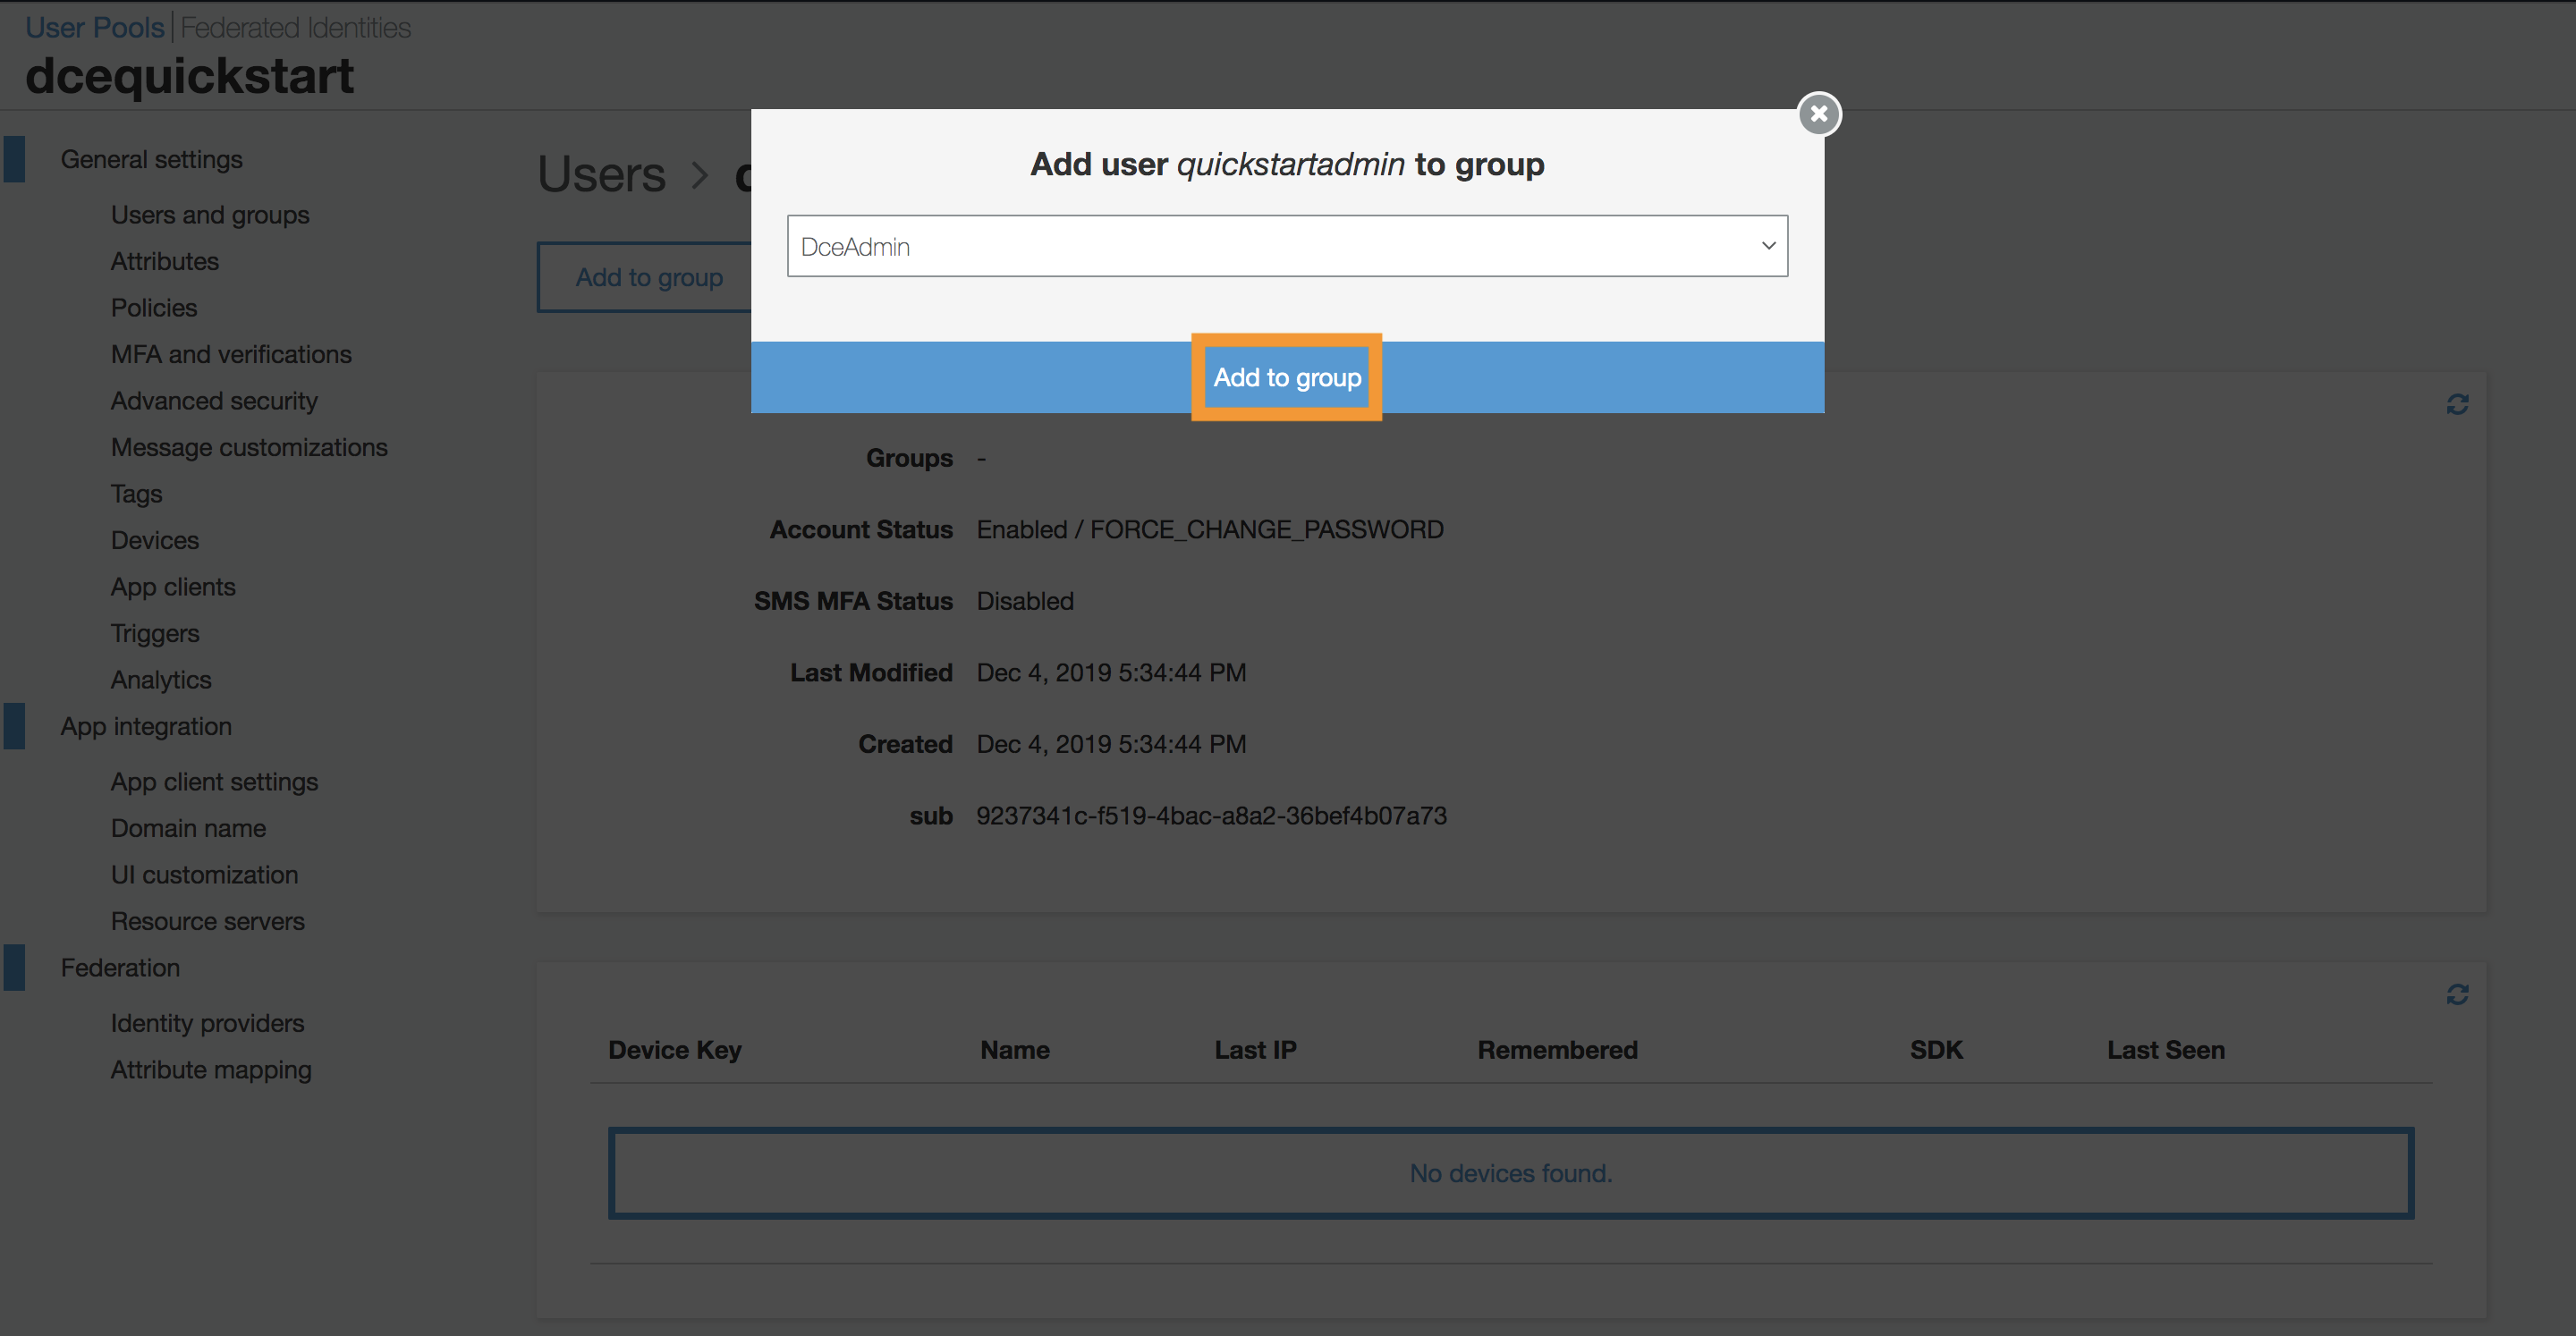 User Pools | Federated Identities
dcequickstart
General settings
Users and groups
Attributes
Policies
MFA and verifications
Advanced security
Message customizations
Tags
Devices
App clients
Triggers
Analytics
App integration
App client settings
Domain name
UI customization
Resource servers
Federation
Identity providers
Attribute mapping
Users >
Add to group
Add user quickstartadmin to group
DceAdmin
Add to group
Groups -
Account Status Enabled / FORCE_CHANGE_PASSWORD
SMS MFA Status Disabled
Last Modified Dec 4, 2019 5:34:44 PM
Created Dec 4, 2019 5:34:44 PM
sub 9237341c-f519-4bac-a8a2-36bef4b07a73
Device Key Name Last IP Remembered SDK Last Seen
No devices found.